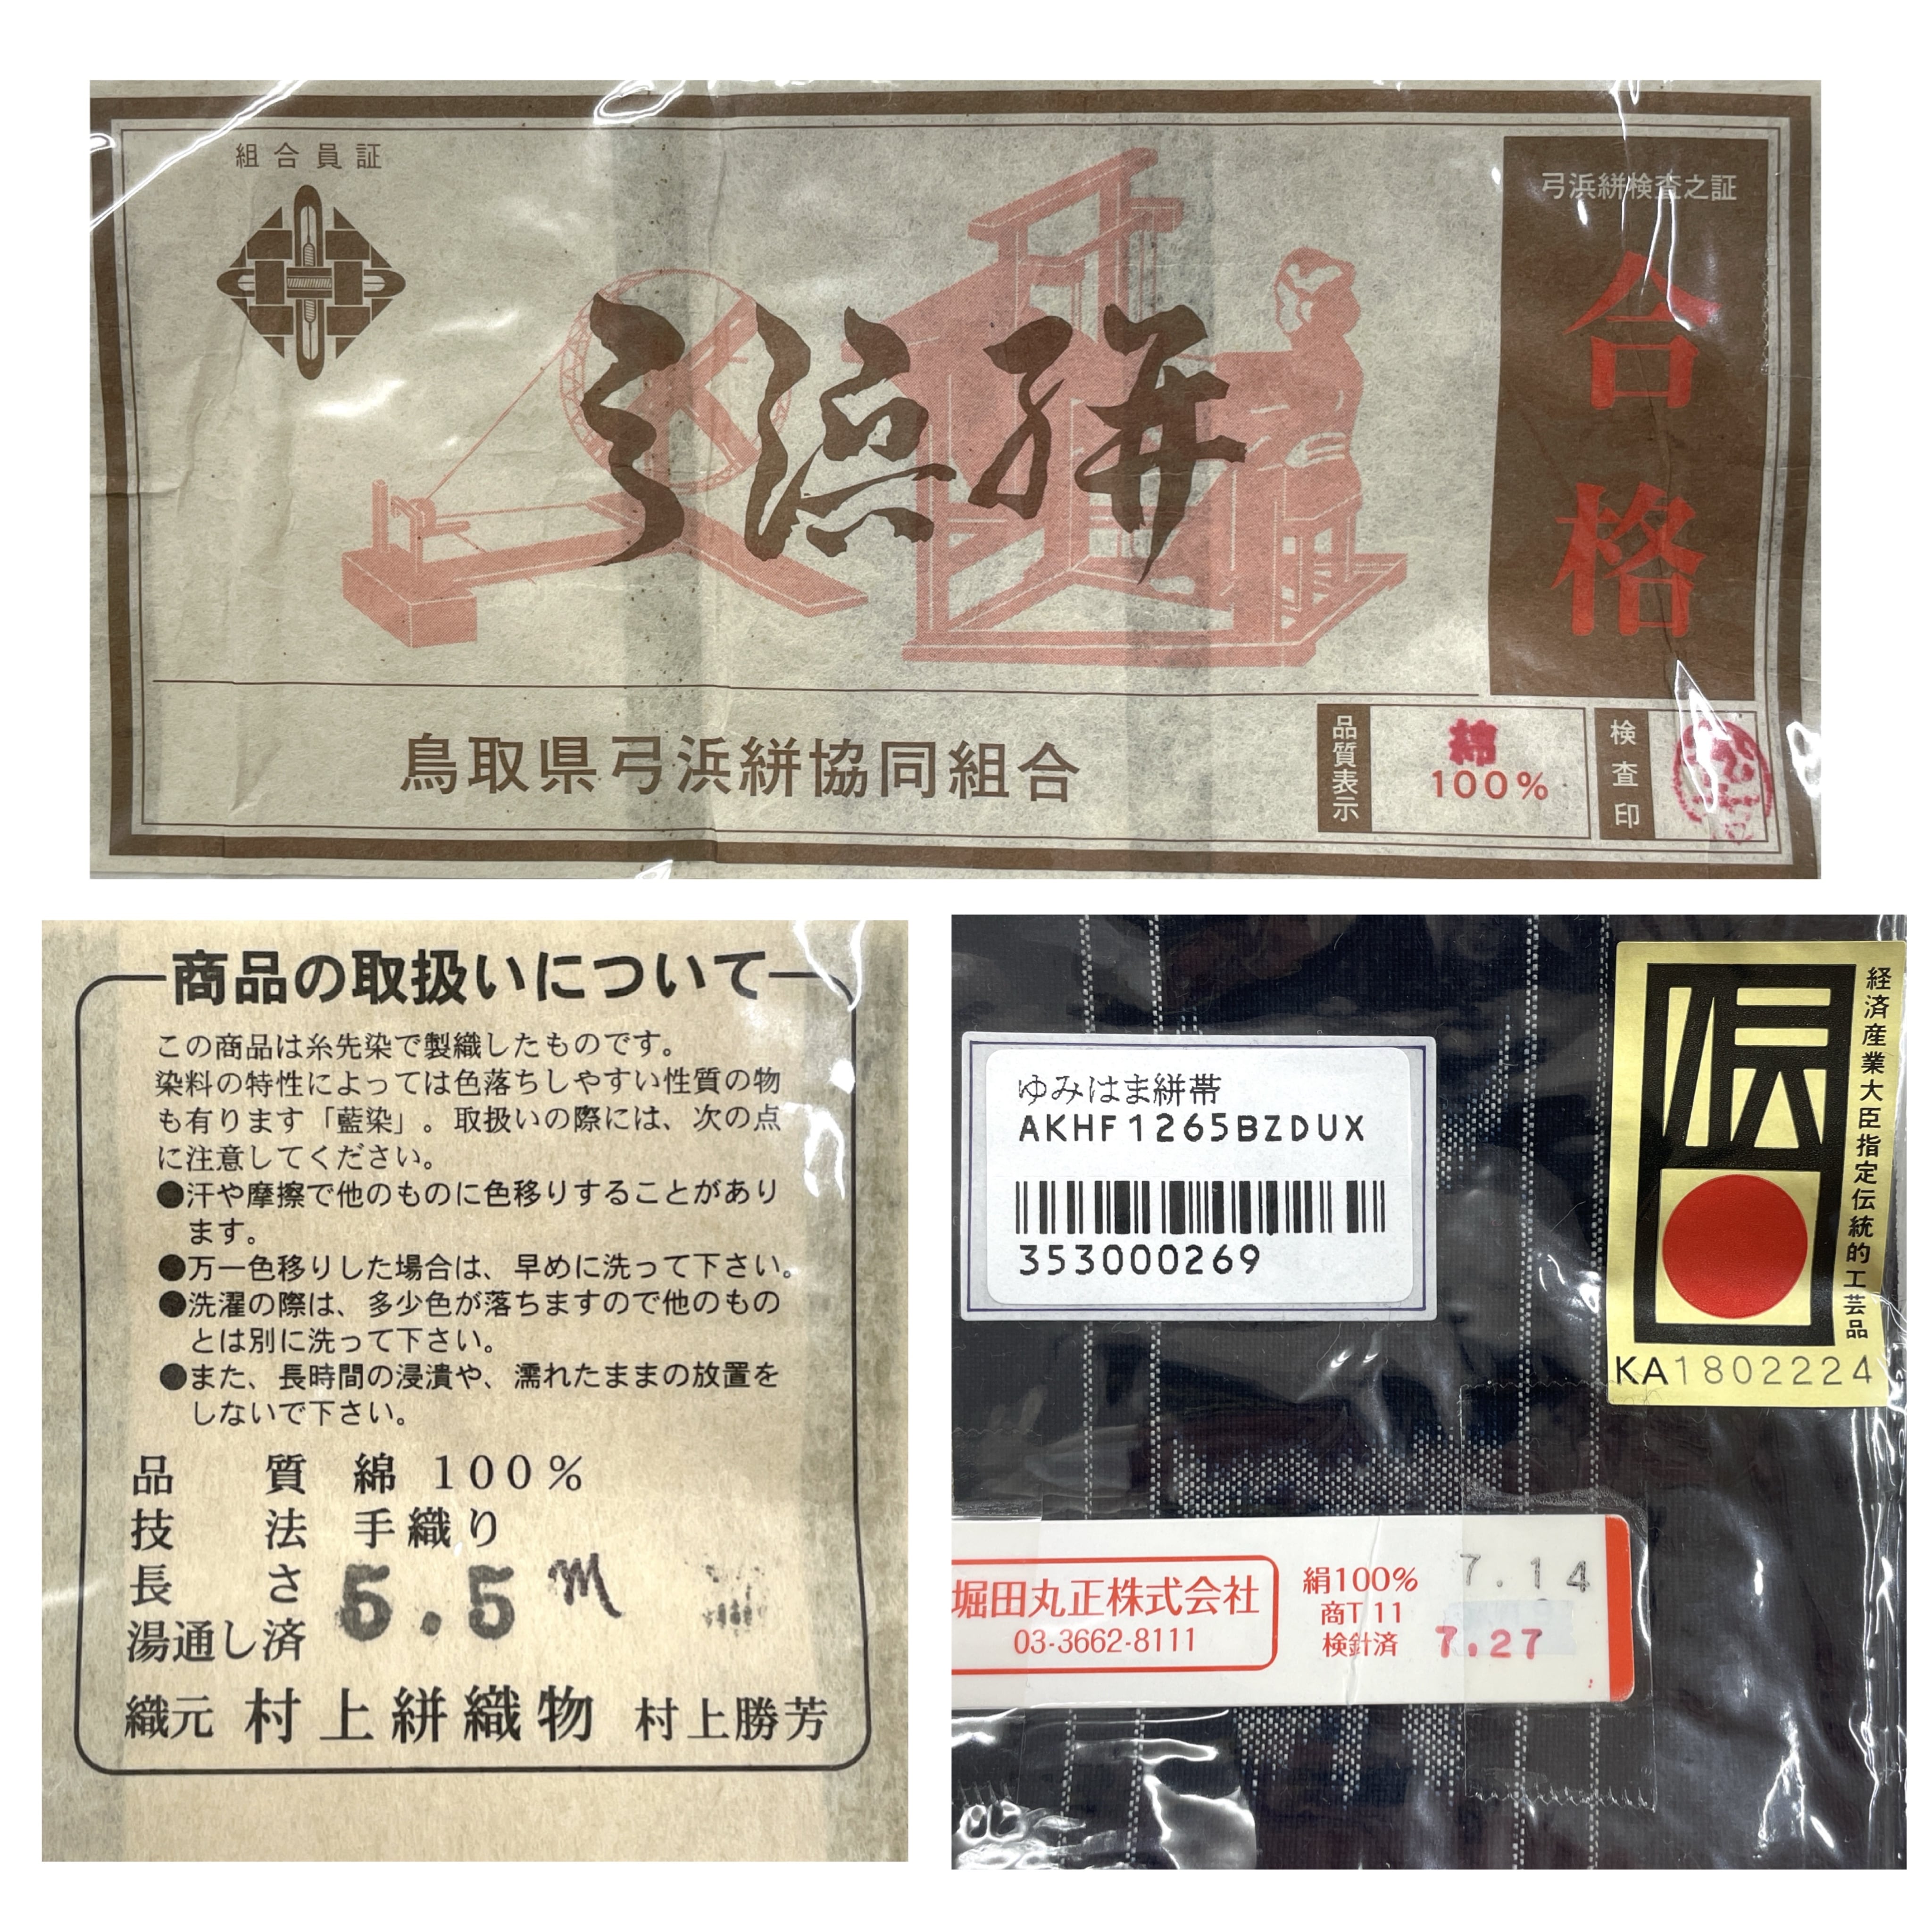 組合員証
弓浜絣
弓浜絣検査之証
合格
鳥取県弓浜絣協同組合
品質表示
綿
100%
検査印
商品の取扱いについて
この商品は糸先染で製織したものです。
染料の特性によっては色落ちしやすい性質の物
も有ります「藍染」。取扱いの際には、次の点
に注意してください。
●汗や摩擦で他のものに色移りすることがあり
ます。
●万一色移りした場合は、早めに洗って下さい。
●洗濯の際は、多少色が落ちますので他のもの
とは別に洗って下さい。
●また、長時間の浸漬や、濡れたままの放置を
しないで下さい。
品質 綿 100%
技法 手織り
長さ 5.5m
湯通し済
織元 村上絣織物 村上勝芳
ゆみはま絣帯
AKHF1265BZDUX
353000269
伝
経済産業大臣指定伝統的工芸品
KA1802224
堀田丸正株式会社
03-3662-8111
絹100%
商T 11
検針済
7.14
7.27